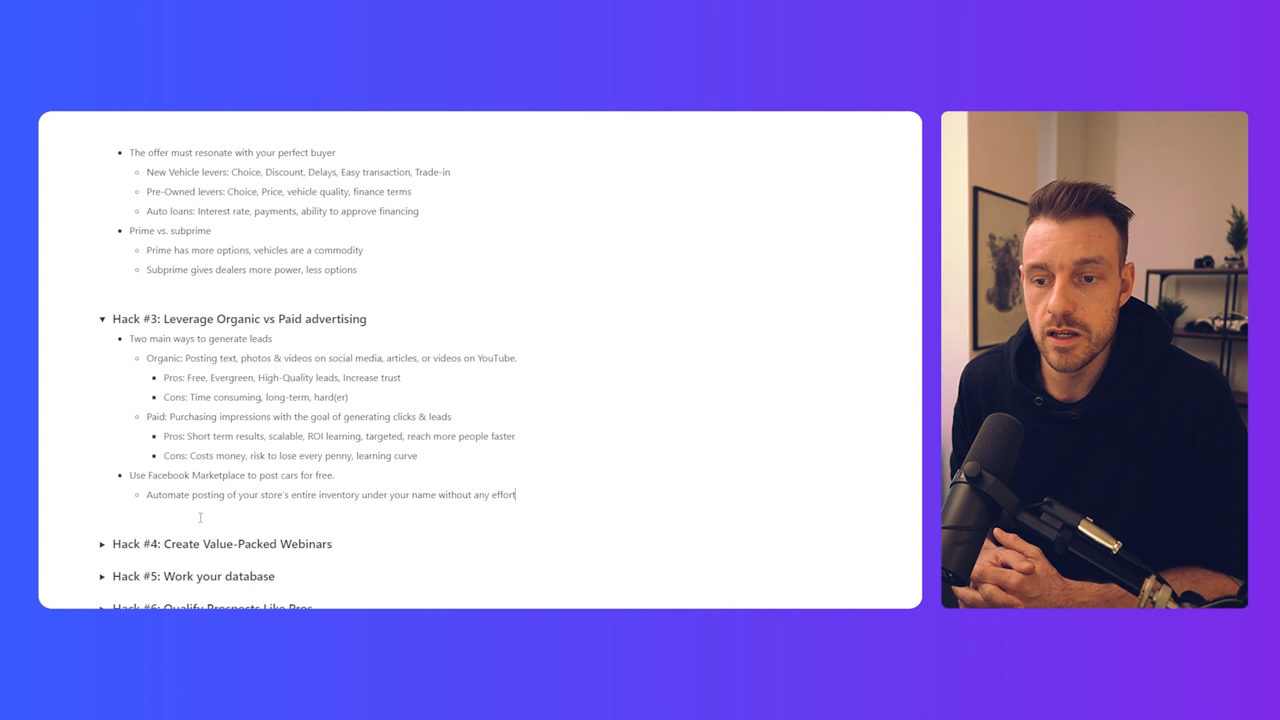 The offer must resonate with your perfect buyer
New Vehicle levers: Choice, Discount, Delays, Easy transaction, Trade-in
Pre-Owned levers: Choice, Price, vehicle quality, finance terms
Auto loans: Interest rate, payments, ability to approve financing
Prime vs. subprime
Prime has more options, vehicles are a commodity
Subprime gives dealers more power, less options
Hack #3: Leverage Organic vs Paid advertising
Two main ways to generate leads
Organic: Posting text, photos & videos on social media, articles, or videos on YouTube.
Pros: Free, Evergreen, High-Quality leads, Increase trust
Cons: Time consuming, long-term, hard(er)
Paid: Purchasing impressions with the goal of generating clicks & leads
Pros: Short term results, scalable, ROI learning, targeted, reach more people faster
Cons: Costs money, risk to lose every penny, learning curve
Use Facebook Marketplace to post cars for free.
Automate posting of your store's entire inventory under your name without any effort
Hack #4: Create Value-Packed Webinars
Hack #5: Work your database
Hack #6: Qualify Prospects Like Pros